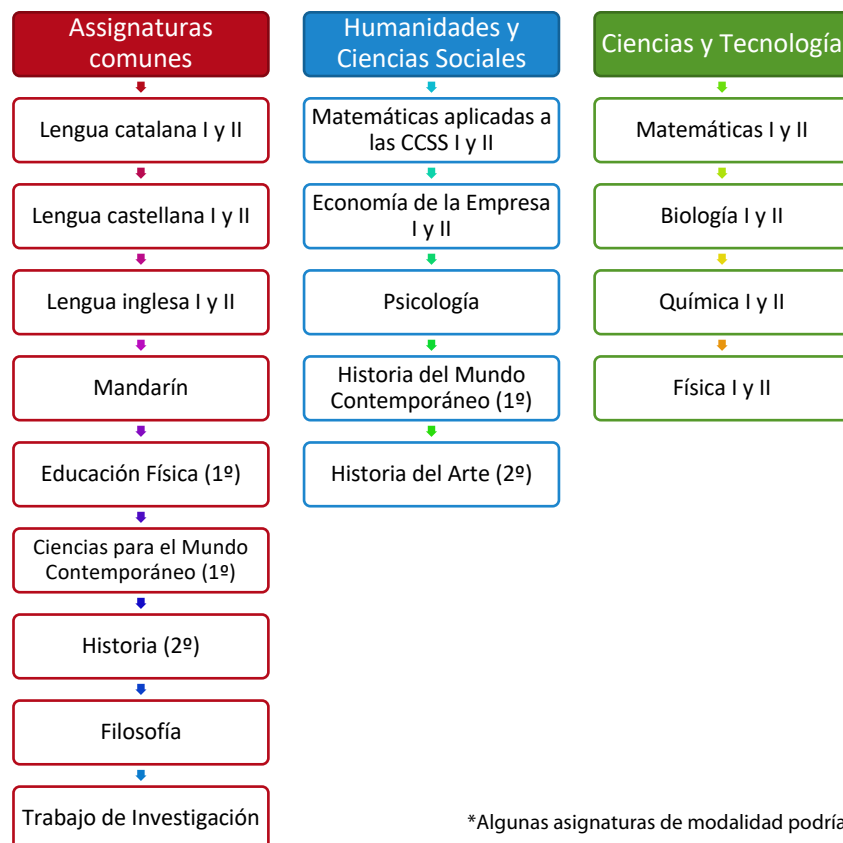 Assignaturas
comunes
Lengua catalana I y II
Lengua castellana I y II
Lengua inglesa I y II
Mandarín
Educación Física (1º)
Ciencias para el Mundo
Contemporáneo (1º)
Historia (2º)
Filosofía
Trabajo de Investigación
Humanidades y
Ciencias Sociales
Matemáticas aplicadas a
las CCSS I y II
Economía de la Empresa
I y II
Psicología
Historia del Mundo
Contemporáneo (1º)
Historia del Arte (2º)
Ciencias y Tecnología
Matemáticas I y II
Biología I y II
Química I y II
Física I y II
*Algunas asignaturas de modalidad podría